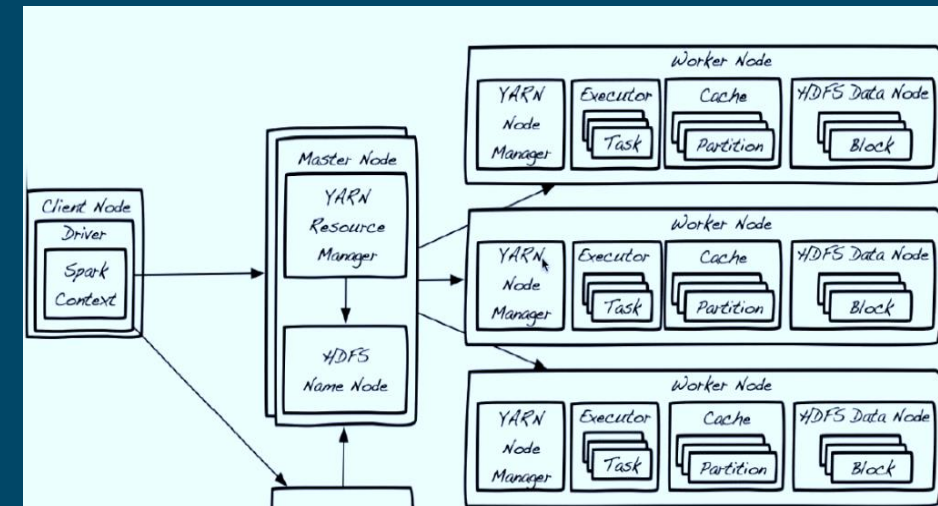 Client Node
Driver
Spark
Context
Master Node
YARN
Resource
Manager
HDFS
Name Node
Worker Node
YARN
Node
Manager
Executor
Task
Cache
Partition
HDFS Data Node
Block
Worker Node
YARN
Node
Manager
Executor
Task
Cache
Partition
HDFS Data Node
Block
Worker Node
YARN
Node
Manager
Executor
Task
Cache
Partition
HDFS Data Node
Block